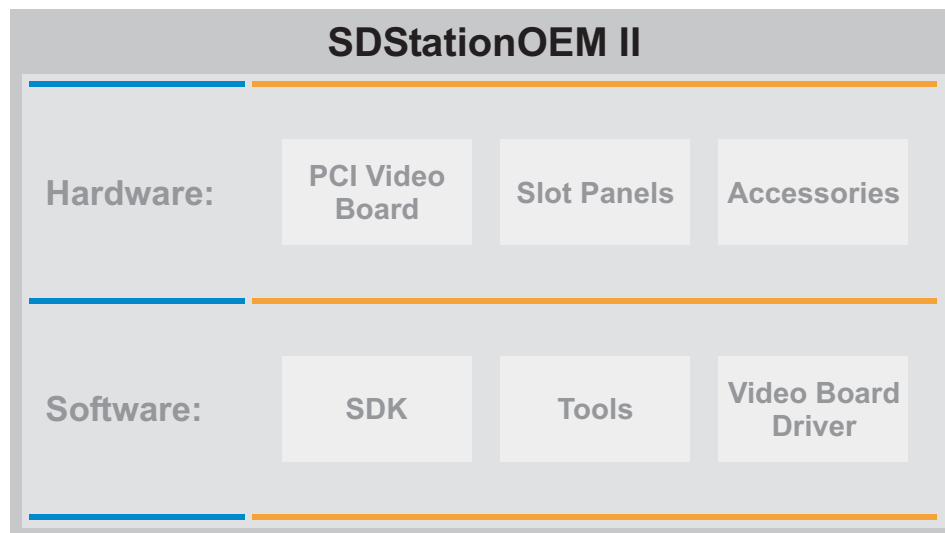 SDStationOEM II
Hardware:
PCI Video
Board
Slot Panels
Accessories
Software:
SDK
Tools
Video Board
Driver